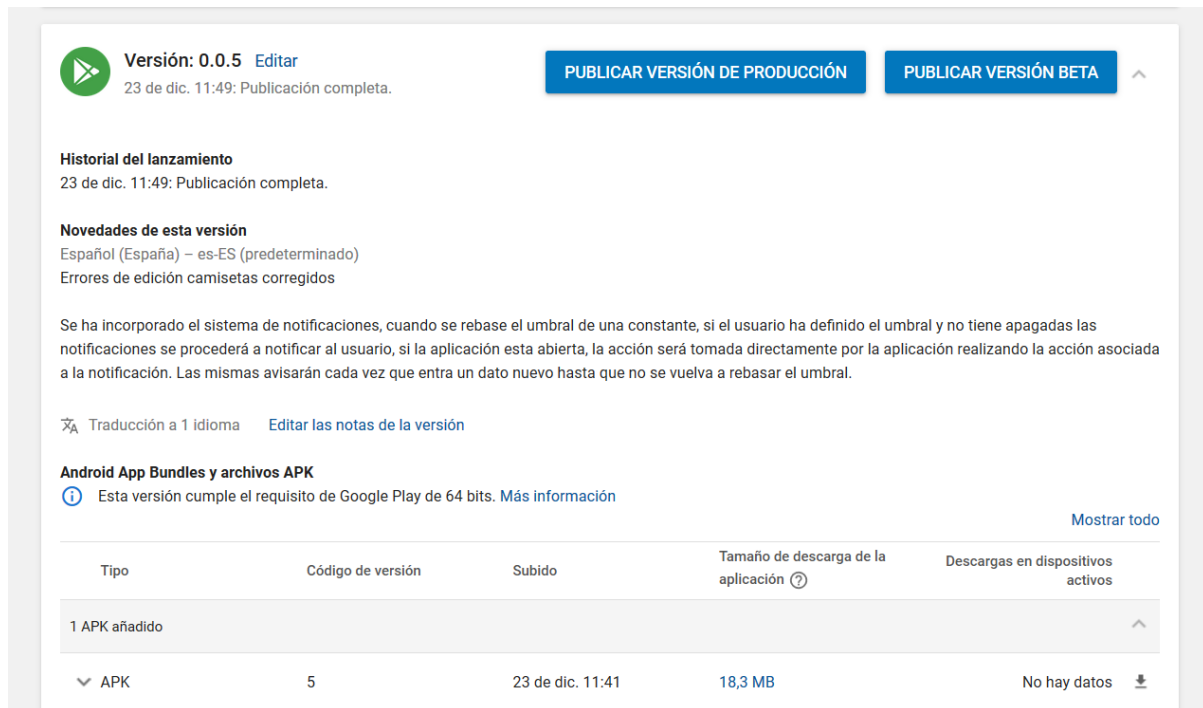 Versión: 0.0.5 Editar
23 de dic. 11:49: Publicación completa.
PUBLICAR VERSIÓN DE PRODUCCIÓN
PUBLICAR VERSIÓN BETA
Historial del lanzamiento
23 de dic. 11:49: Publicación completa.
Novedades de esta versión
Español (España) – es-ES (predeterminado)
Errores de edición camisetas corregidos
Se ha incorporado el sistema de notificaciones, cuando se rebase el umbral de una constante, si el usuario ha definido el umbral y no tiene apagadas las
notificaciones se procederá a notificar al usuario, si la aplicación esta abierta, la acción será tomada directamente por la aplicación realizando la acción asociada
a la notificación. Las mismas avisarán cada vez que entra un dato nuevo hasta que no se vuelva a rebasar el umbral.
Traducción a 1 idioma Editar las notas de la versión
Android App Bundles y archivos APK
Esta versión cumple el requisito de Google Play de 64 bits. Más información
Mostrar todo
Tipo Código de versión Subido Tamaño de descarga de la aplicación Descargas en dispositivos activos
1 APK añadido
APK 5 23 de dic. 11:41 18,3 MB No hay datos